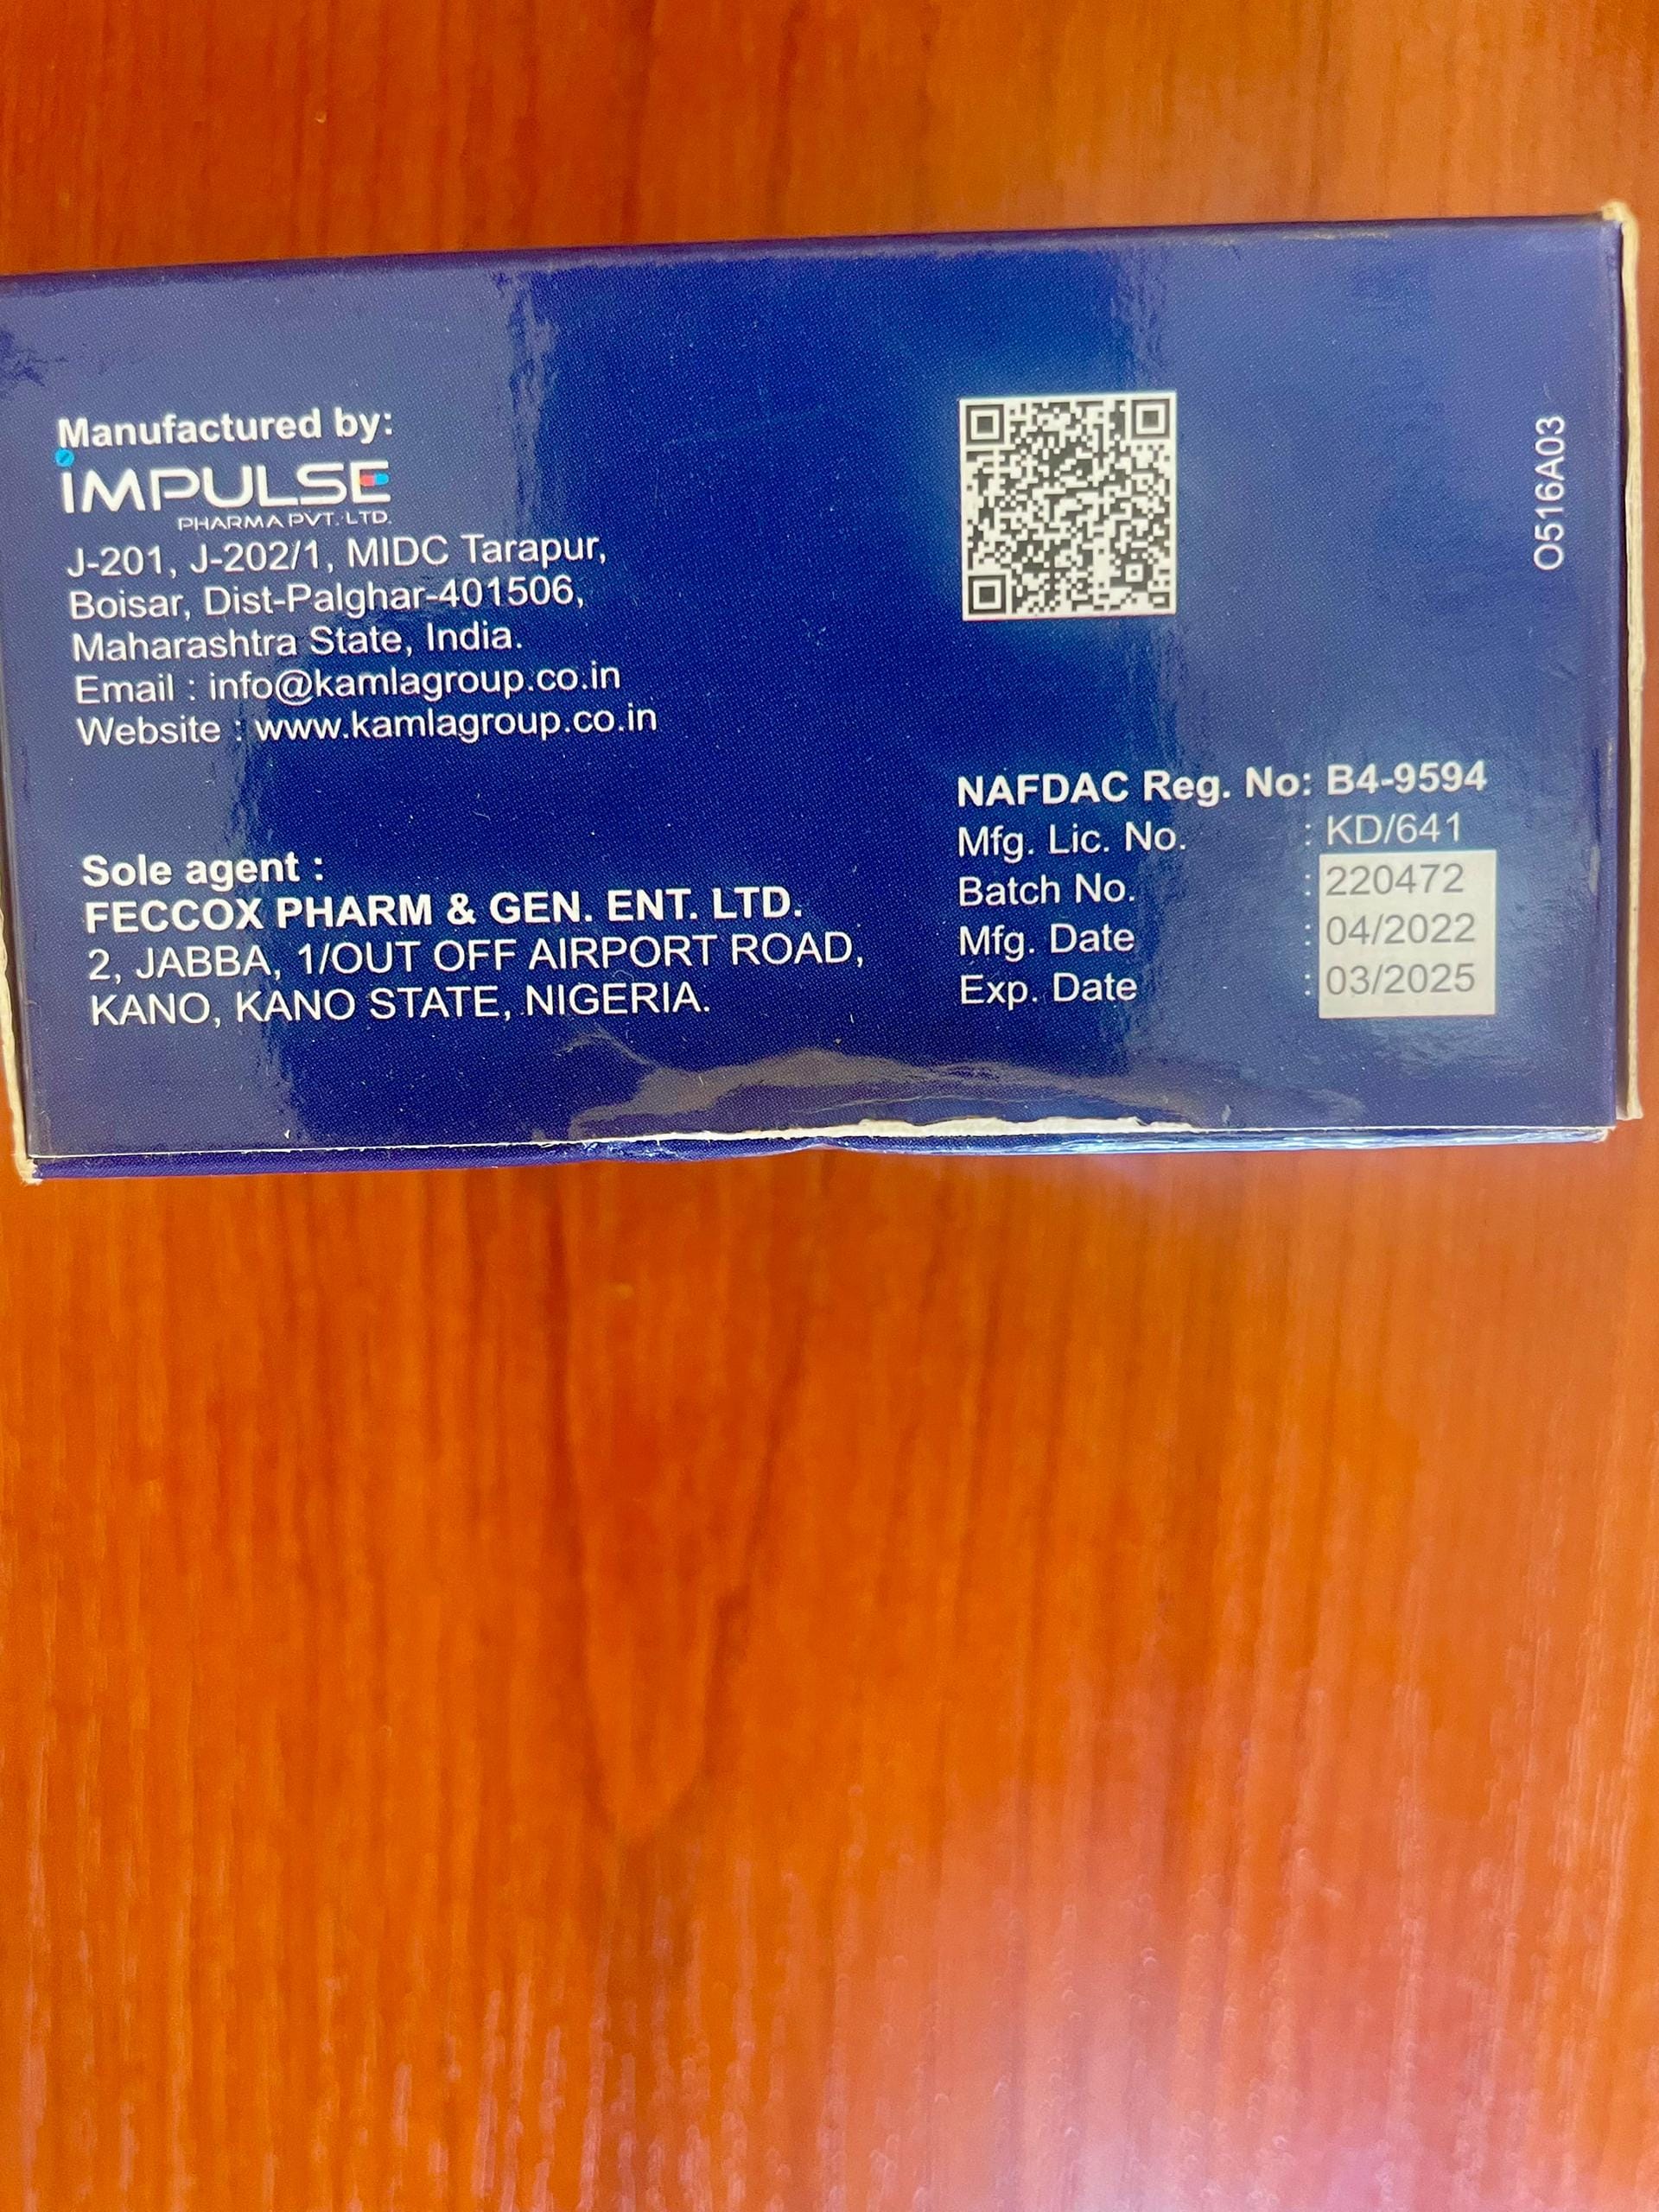 Manufactured by:
iMPULSE
PHARMA PVT. LTD.
J-201, J-202/1, MIDC Tarapur,
Boisar, Dist-Palghar-401506,
Maharashtra State, India.
Email : info@kamlagroup.co.in
Website : www.kamlagroup.co.in
Sole agent :
FECCOX PHARM & GEN. ENT. LTD.
2, JABBA, 1/OUT OFF AIRPORT ROAD,
KANO, KANO STATE, NIGERIA.
NAFDAC Reg. No: B4-9594
Mfg. Lic. No. : KD/641
Batch No. : 220472
Mfg. Date : 04/2022
Exp. Date : 03/2025
O516A03